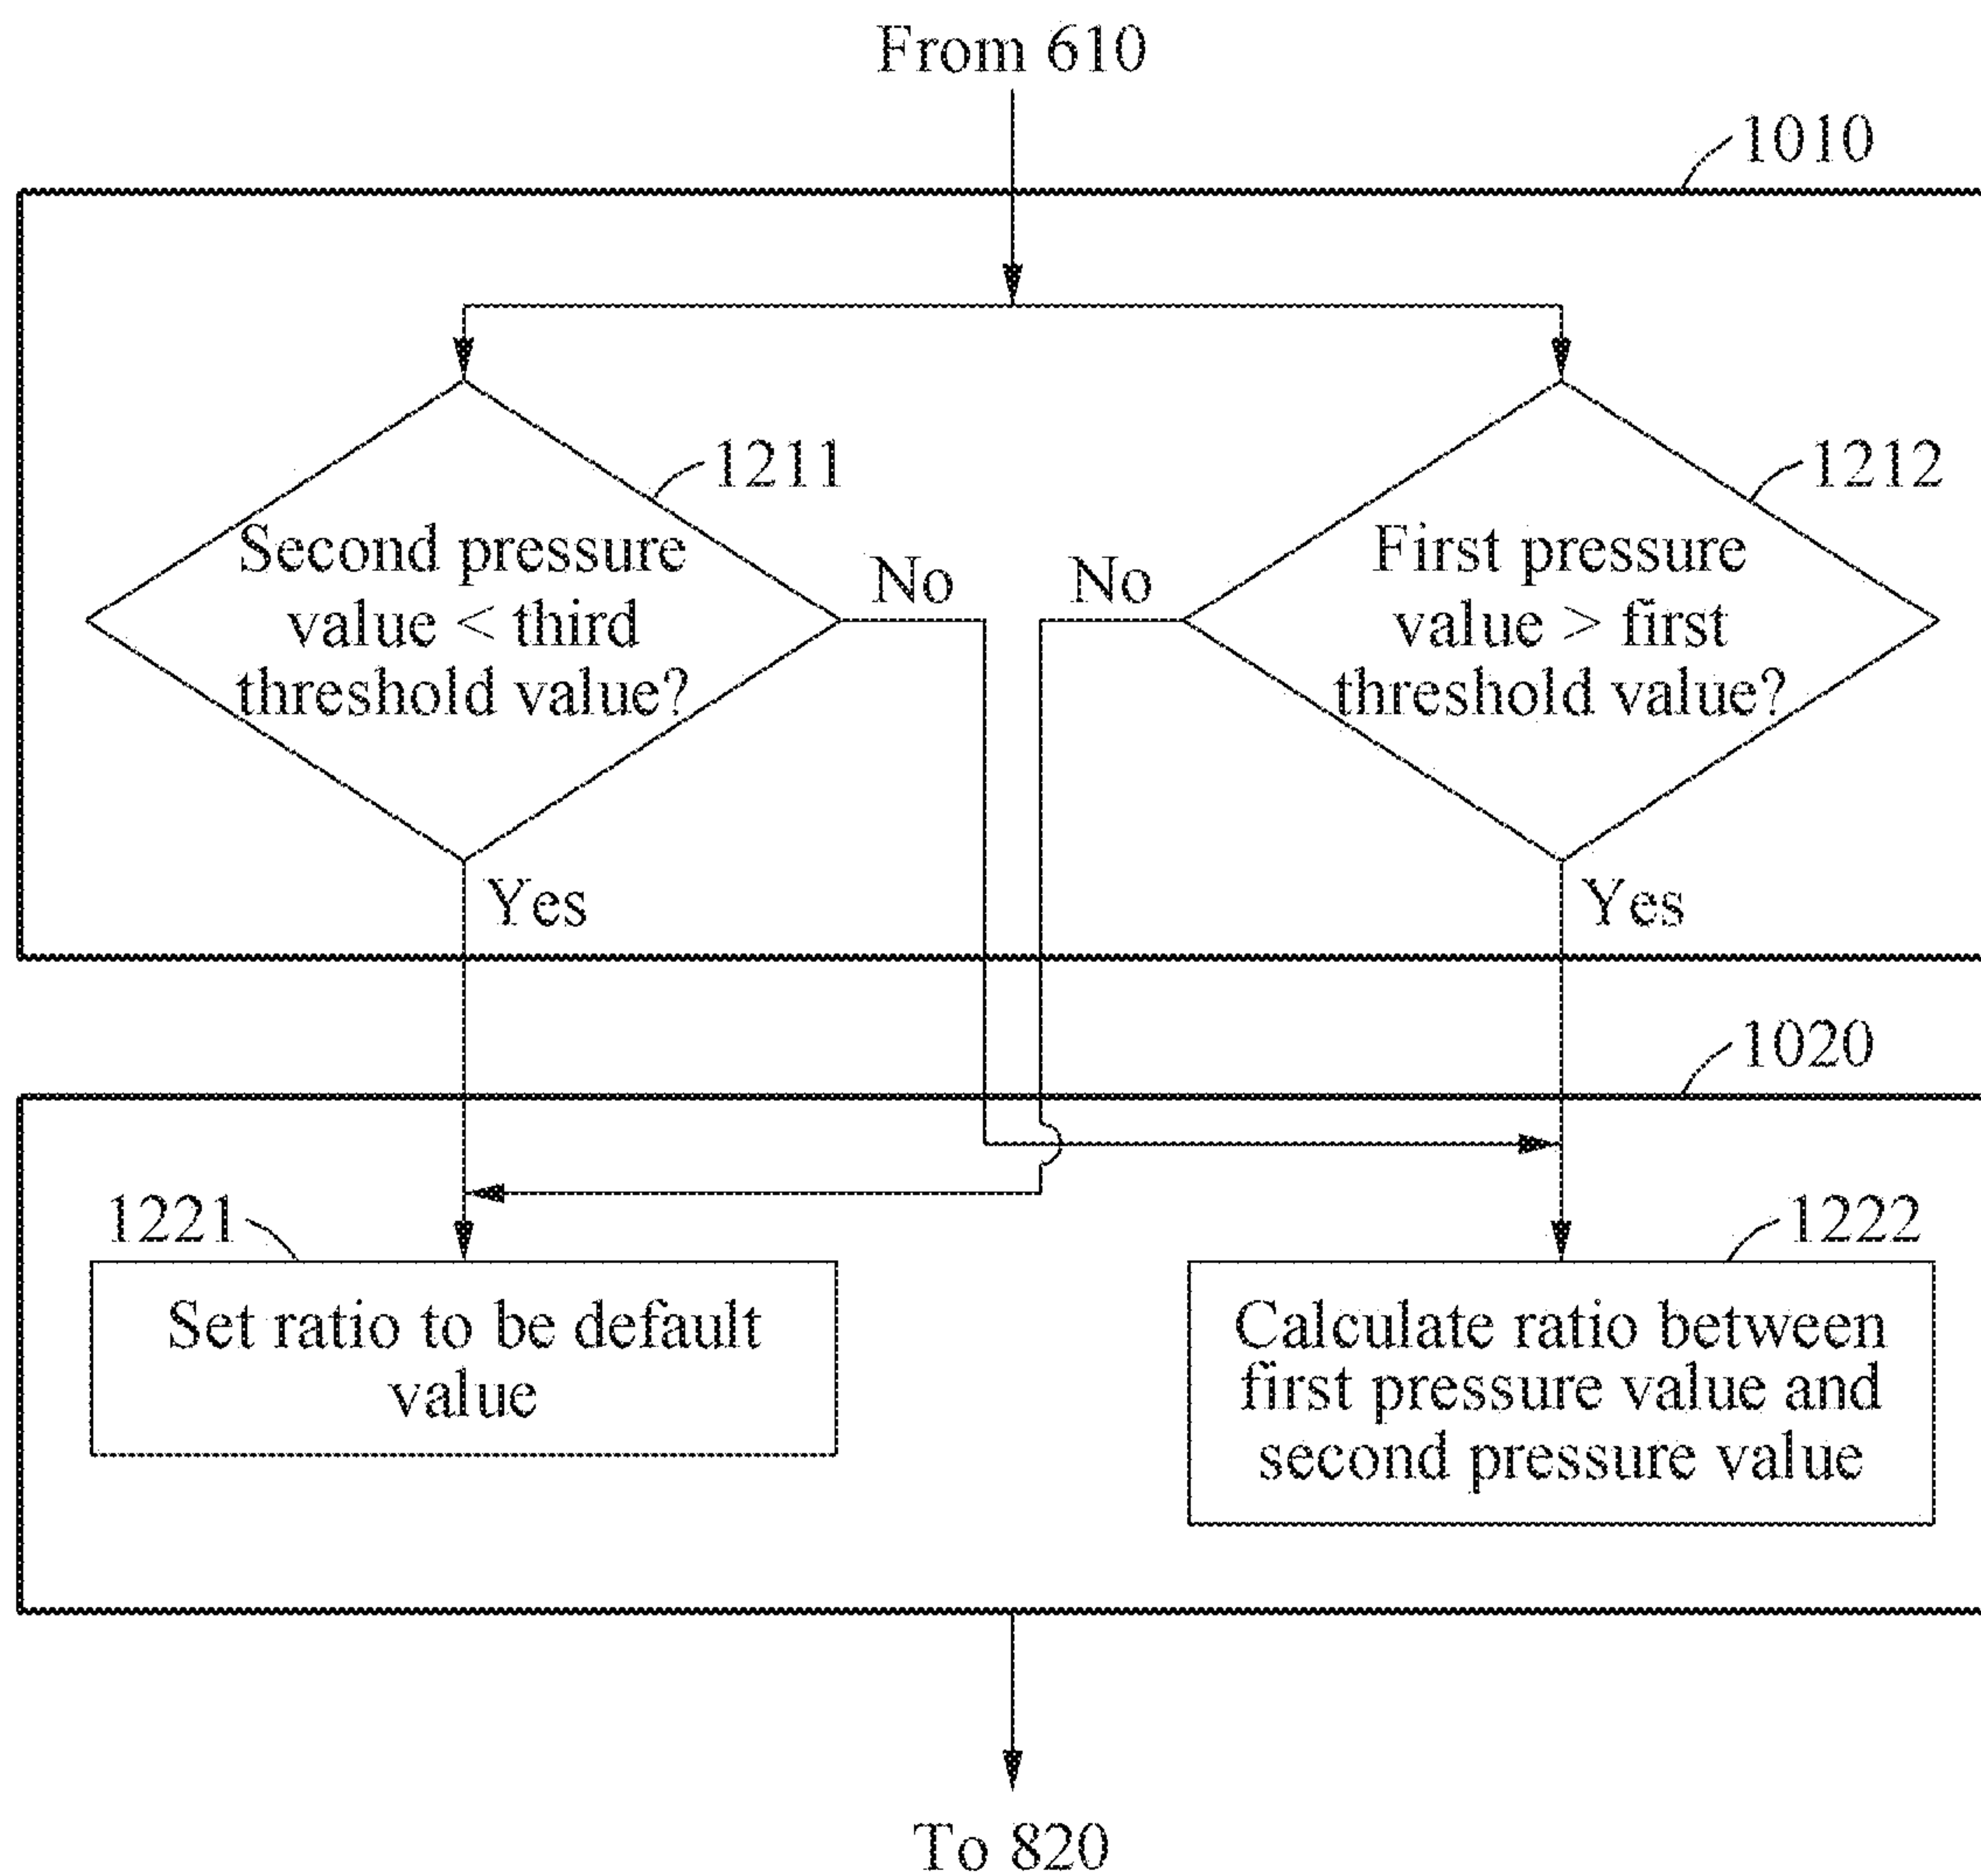 From 610
1010
1211
1212
Second pressure
value < third
threshold value?
No
No
First pressure
value > first
threshold value?
Yes
Yes
1020
1221
1222
Set ratio to be default
value
Calculate ratio between
first pressure value and
second pressure value
To 820